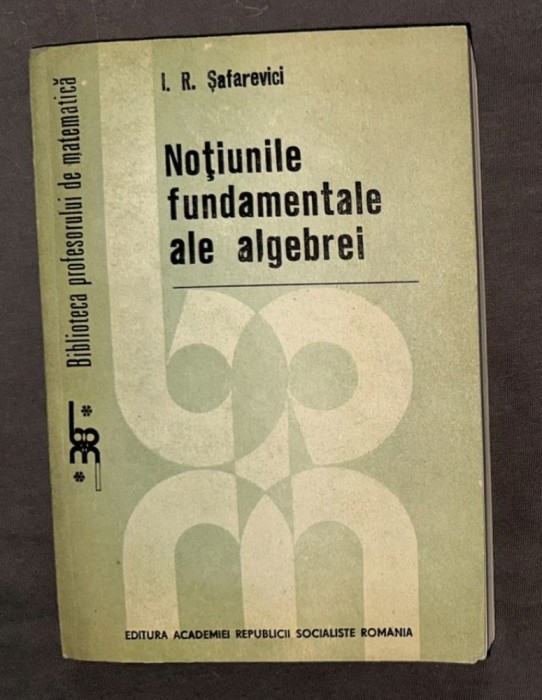 I. R. Şafarevici
Noţiunile
fundamentale
ale algebrei
Biblioteca profesorului de matematică
EDITURA ACADEMIEI REPUBLICII SOCIALISTE ROMANIA